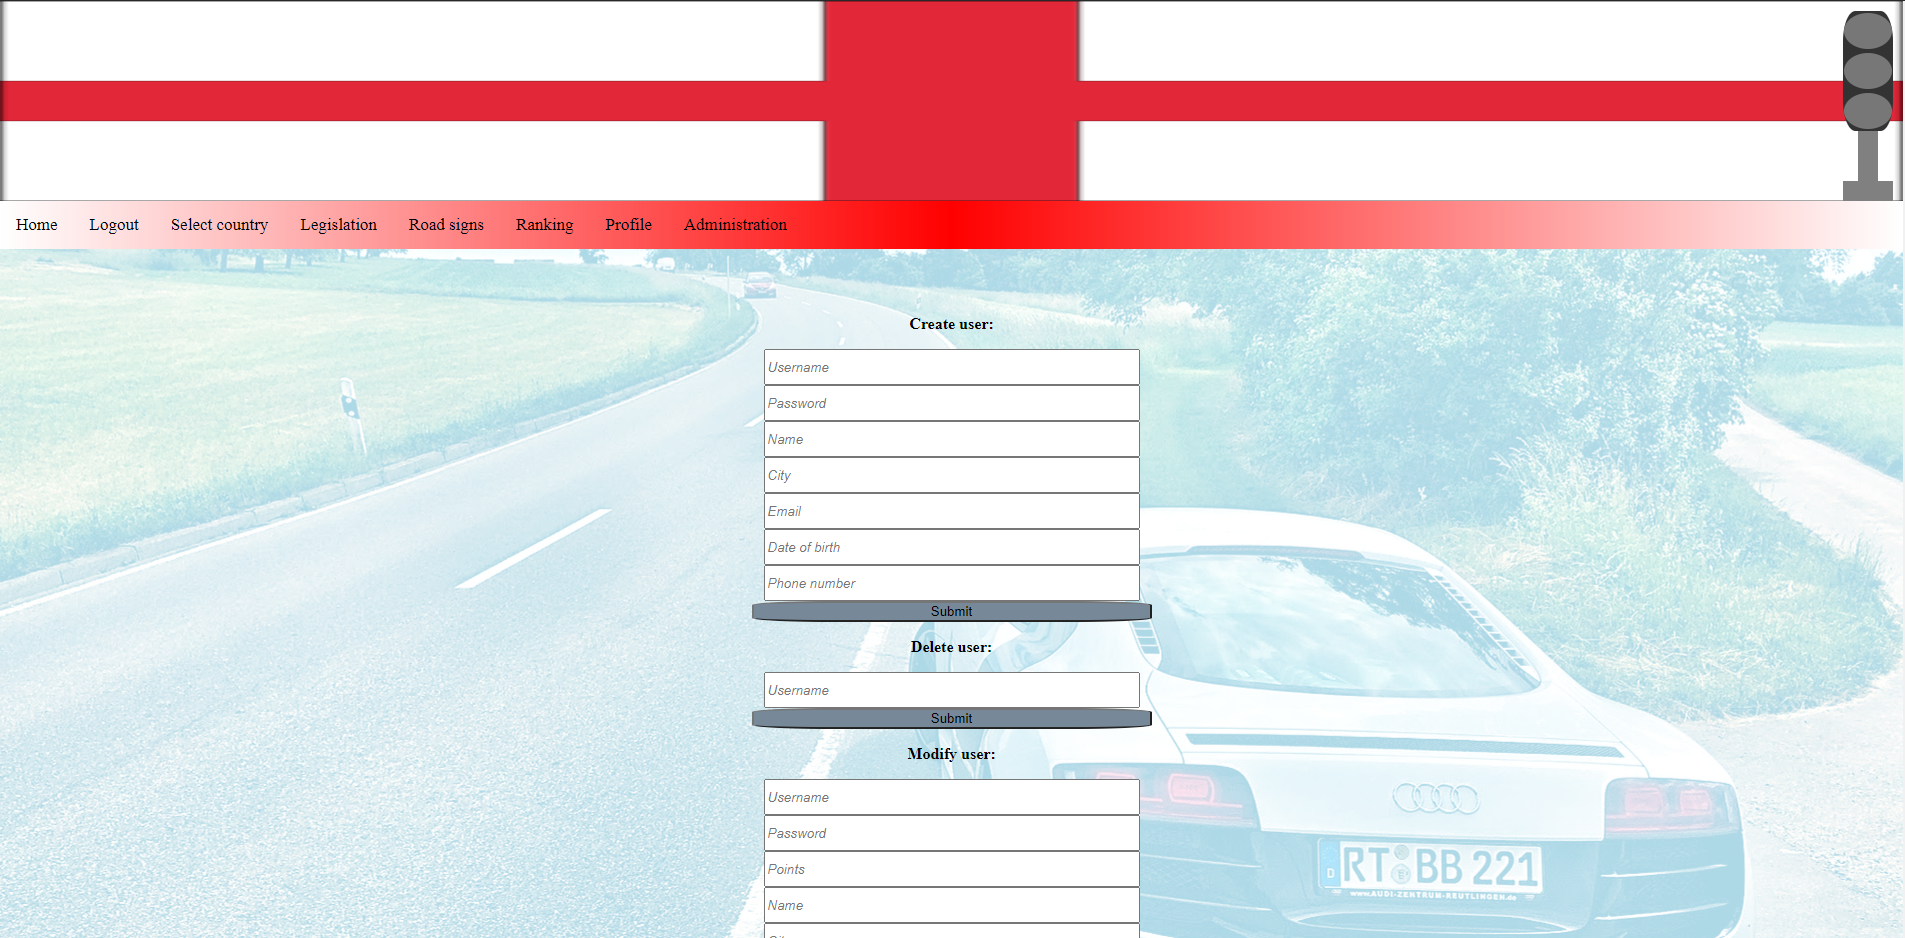 Home Logout Select country Legislation Road signs Ranking Profile Administration
Create user:
Username
Password
Name
City
Email
Date of birth
Phone number
Submit
Delete user:
Username
Submit
Modify user:
Username
Password
Points
Name
RT BB 221
D
www.AUDI-ZENTRUM-REUTLINGEN.de